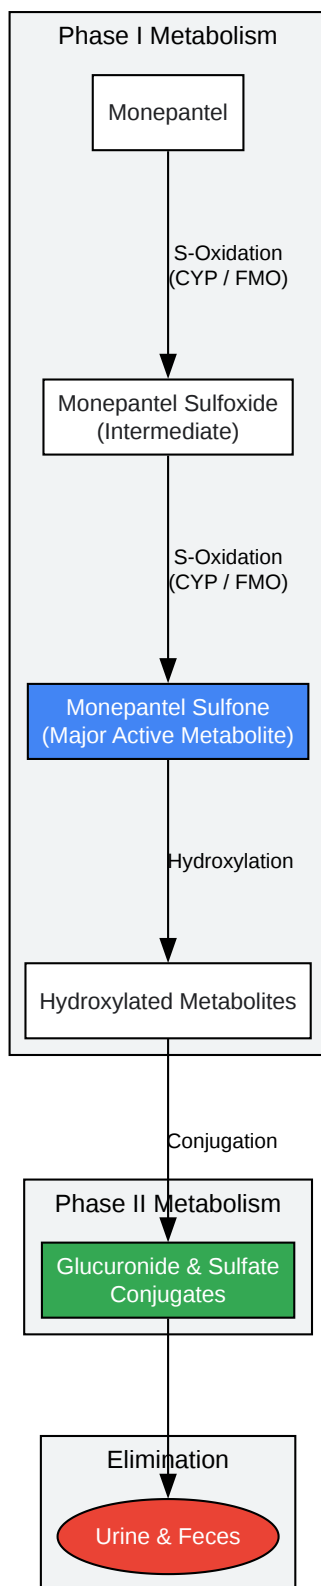 Phase I Metabolism
Monepantel
S-Oxidation
(CYP / FMO)
Monepantel Sulfoxide
(Intermediate)
S-Oxidation
(CYP / FMO)
Monepantel Sulfone
(Major Active Metabolite)
Hydroxylation
Hydroxylated Metabolites
Conjugation
Phase II Metabolism
Glucuronide & Sulfate
Conjugates
Elimination
Urine & Feces